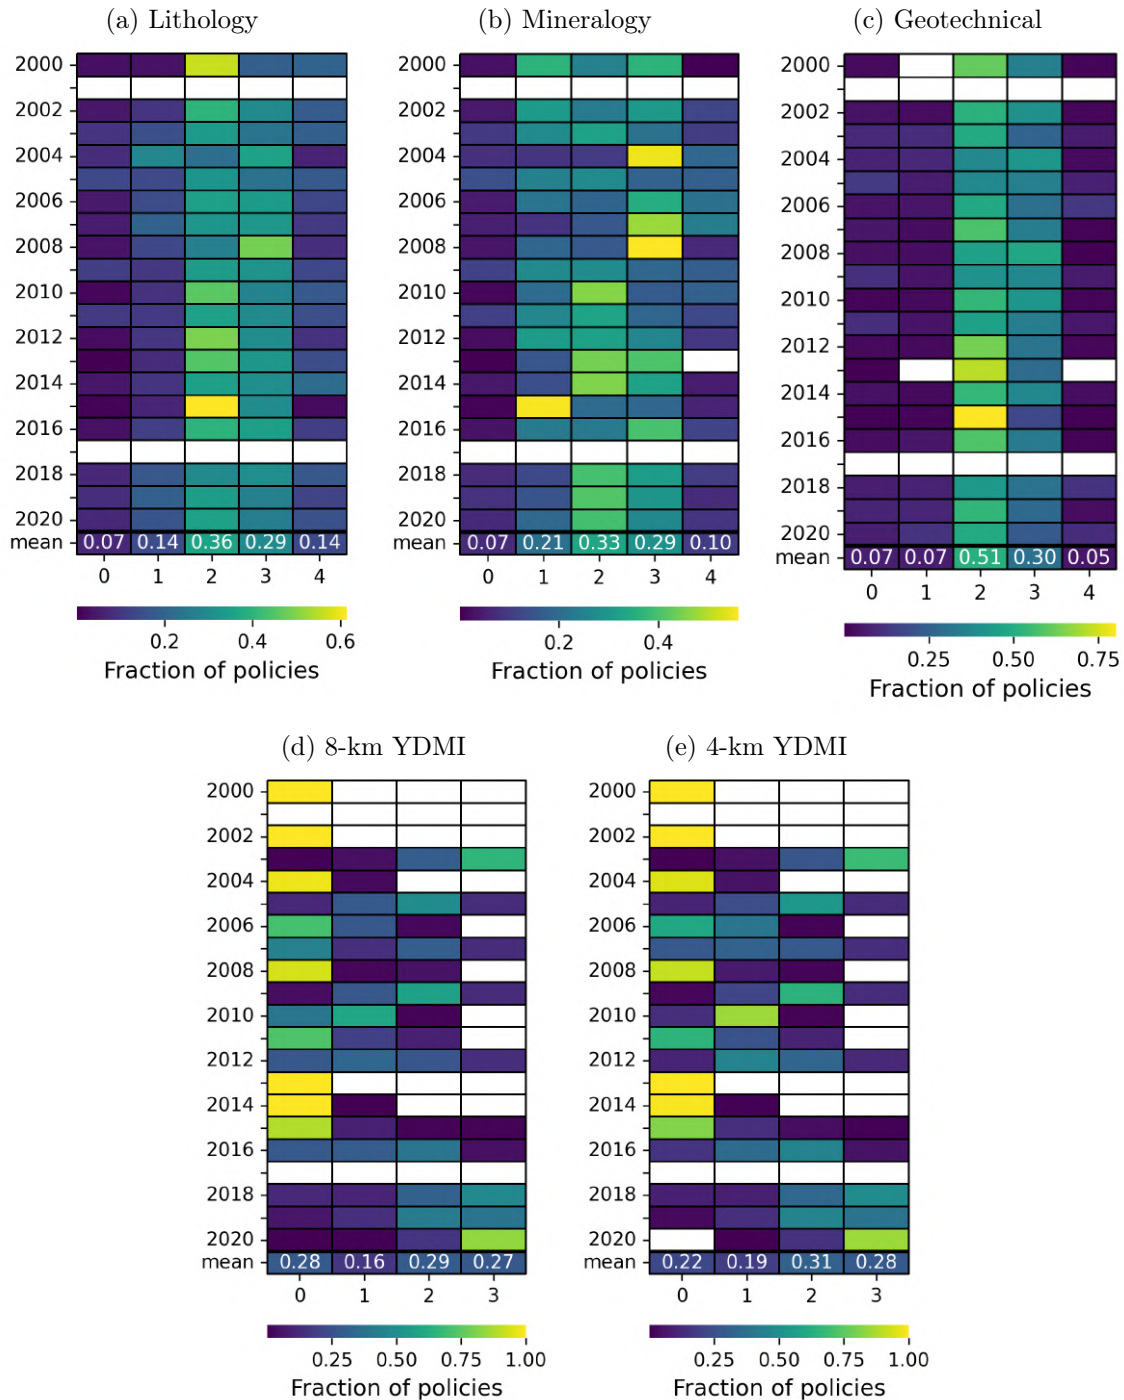 (a) Lithology
2000
2002
2004
2006
2008
2010
2012
2014
2016
2018
2020
mean 0.07 0.14 0.36 0.29 0.14
0 1 2 3 4
0.2 0.4 0.6
Fraction of policies
(b) Mineralogy
2000
2002
2004
2006
2008
2010
2012
2014
2016
2018
2020
mean 0.07 0.21 0.33 0.29 0.10
0 1 2 3 4
0.2 0.4
Fraction of policies
(c) Geotechnical
2000
2002
2004
2006
2008
2010
2012
2014
2016
2018
2020
mean 0.07 0.07 0.51 0.30 0.05
0 1 2 3 4
0.25 0.50 0.75
Fraction of policies
(d) 8-km YDMI
2000
2002
2004
2006
2008
2010
2012
2014
2016
2018
2020
mean 0.28 0.16 0.29 0.27
0 1 2 3
0.25 0.50 0.75 1.00
Fraction of policies
(e) 4-km YDMI
2000
2002
2004
2006
2008
2010
2012
2014
2016
2018
2020
mean 0.22 0.19 0.31 0.28
0 1 2 3
0.25 0.50 0.75 1.00
Fraction of policies